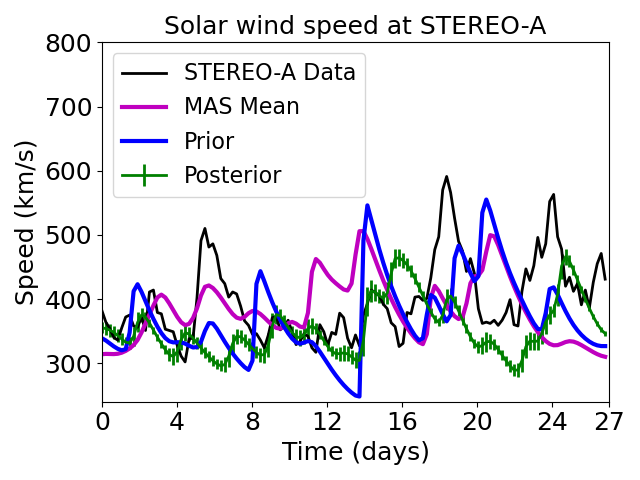 Solar wind speed at STEREO-A
800
700
600
500
400
300
Speed (km/s)
STEREO-A Data
MAS Mean
Prior
Posterior
0 4 8 12 16 20 24 27
Time (days)